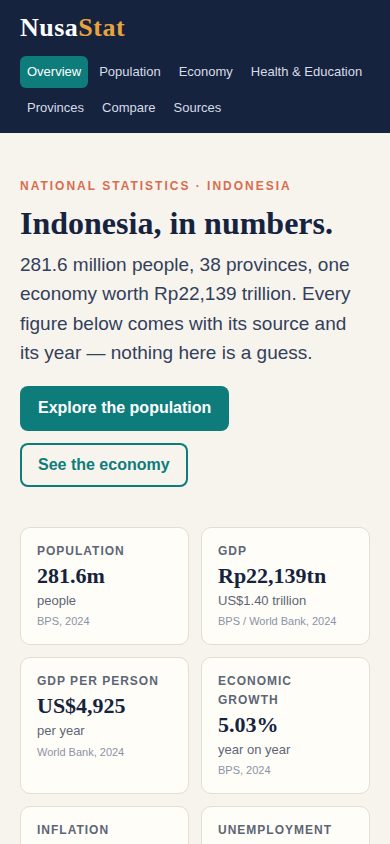 NusaStat
Overview Population Economy Health & Education
Provinces Compare Sources
NATIONAL STATISTICS · INDONESIA
Indonesia, in numbers.
281.6 million people, 38 provinces, one
economy worth Rp22,139 trillion. Every
figure below comes with its source and
its year — nothing here is a guess.
Explore the population
See the economy
POPULATION
281.6m
people
BPS, 2024
GDP
Rp22,139tn
US$1.40 trillion
BPS / World Bank, 2024
GDP PER PERSON
US$4,925
per year
World Bank, 2024
ECONOMIC
GROWTH
5.03%
year on year
BPS, 2024
INFLATION
UNEMPLOYMENT